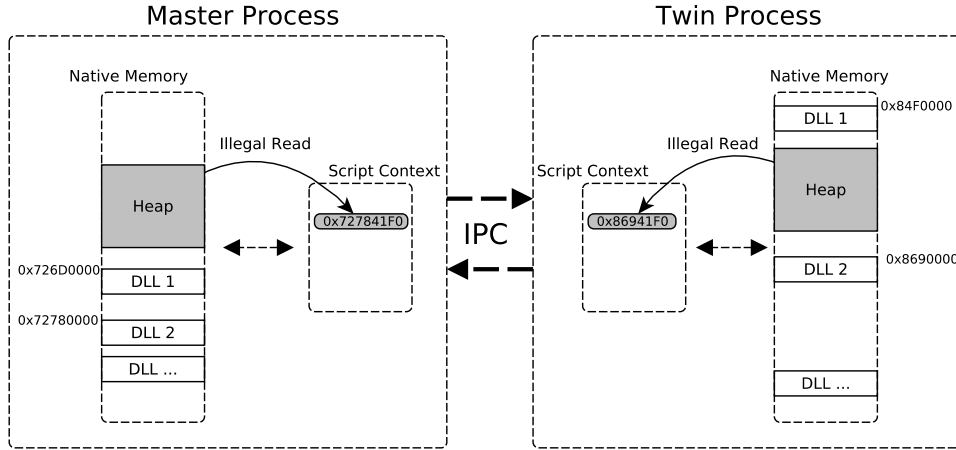 Master Process
Native Memory
Illegal Read
Script Context
Heap
0x727841F0
0x726D0000
DLL 1
0x72780000
DLL 2
DLL ...
IPC
Twin Process
Native Memory
0x84F0000
DLL 1
Illegal Read
Script Context
Heap
0x86941F0
0x8690000
DLL 2
DLL ...